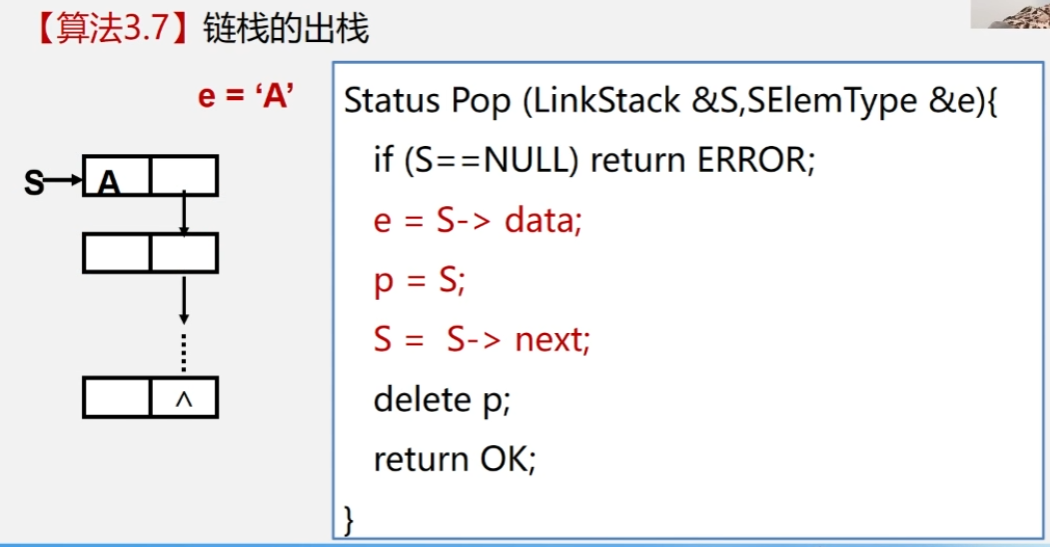 【算法3.7】链栈的出栈
e = ‘A’
S
A
^
Status Pop (LinkStack &S,SElemType &e){
if (S==NULL) return ERROR;
e = S-> data;
p = S;
S = S-> next;
delete p;
return OK;
}